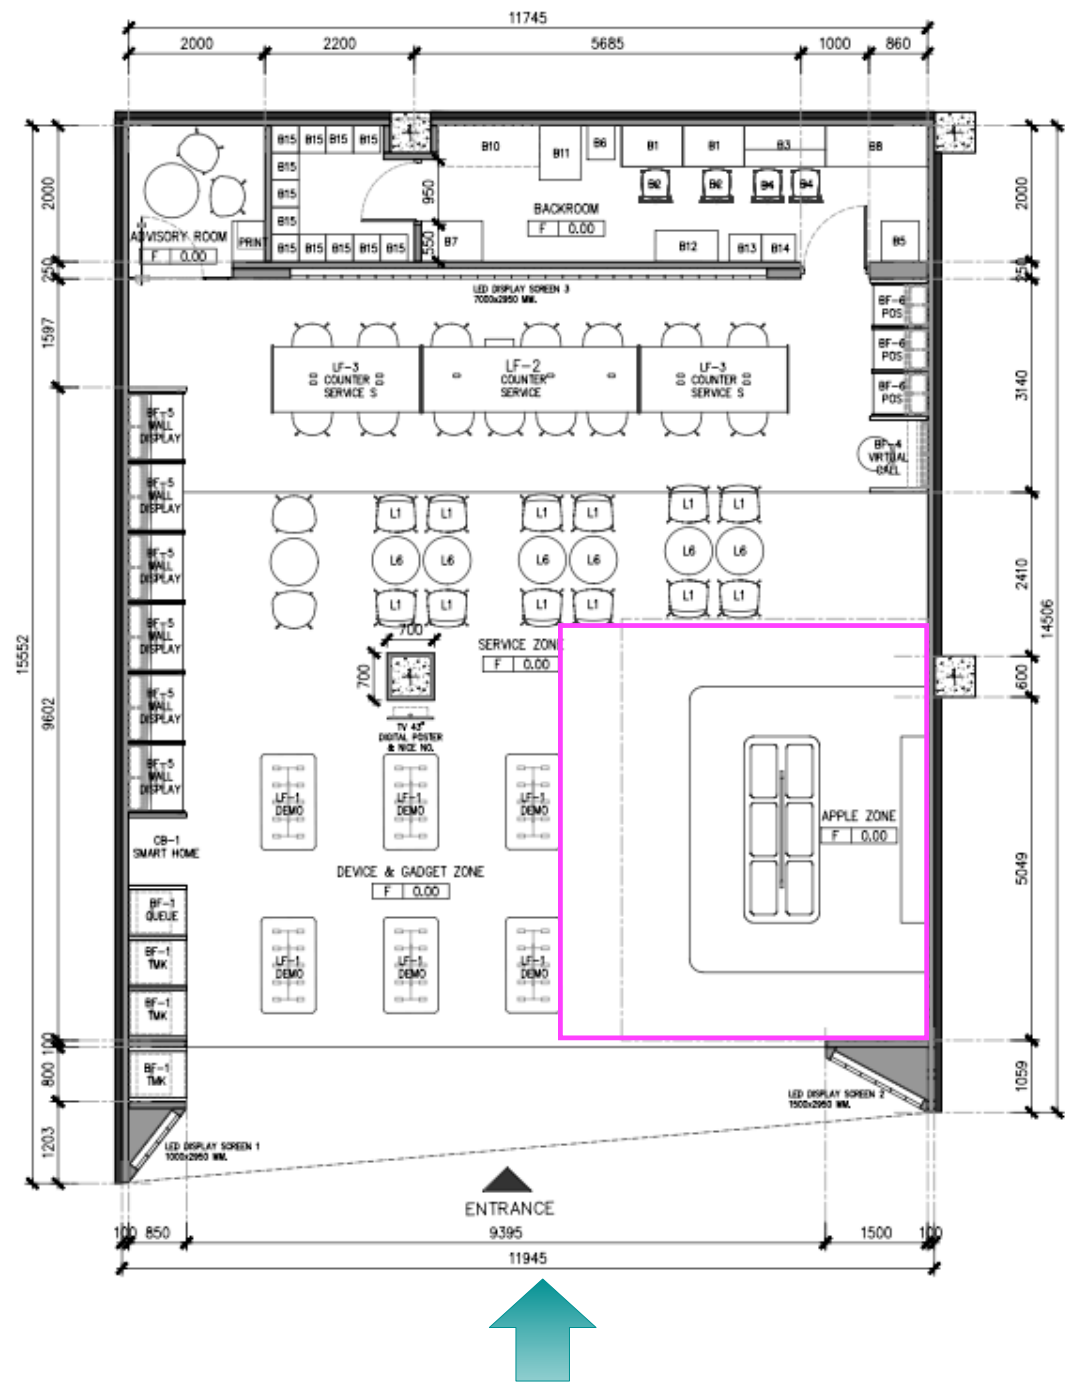 11745
2000
2200
5685
1000
860
B15 B15 B15 B15
B15
B15
B15
B15 B15 B15 B15 B15
B10
B11
B6
B1
B1
B3
B8
B2
B2
B4
B4
950
550
2000
250
1597
9602
100
800
1203
15552
ADVISORY ROOM
F 0.00
PRINT
BACKROOM
F 0.00
B7
B12
B13
B14
B5
LED DISPLAY SCREEN 3
7000x2950 MM.
2000
250
3140
2410
600
5049
1059
14506
BF-6
POS
BF-6
POS
BF-6
POS
BF-4
VIRTUAL
CALL
LF-3
COUNTER
SERVICE S
LF-2
COUNTER
SERVICE
LF-3
COUNTER
SERVICE S
BF-5
WALL
DISPLAY
BF-5
WALL
DISPLAY
BF-5
WALL
DISPLAY
BF-5
WALL
DISPLAY
BF-5
WALL
DISPLAY
BF-5
WALL
DISPLAY
L1 L1 L1 L1 L1 L1
L6 L6 L6 L6 L6 L6
L1 L1 L1 L1 L1 L1
700
700
SERVICE ZONE
F 0.00
TV 43"
DIGITAL POSTER
& NICE NO.
LF-1
DEMO
LF-1
DEMO
LF-1
DEMO
APPLE ZONE
F 0.00
CB-1
SMART HOME
DEVICE & GADGET ZONE
F 0.00
BF-1
QUEUE
BF-1
TMK
BF-1
TMK
BF-1
TMK
LF-1
DEMO
LF-1
DEMO
LF-1
DEMO
LED DISPLAY SCREEN 2
1500x2950 MM.
LED DISPLAY SCREEN 1
1000x2950 MM.
ENTRANCE
100
850
9395
1500
100
11945